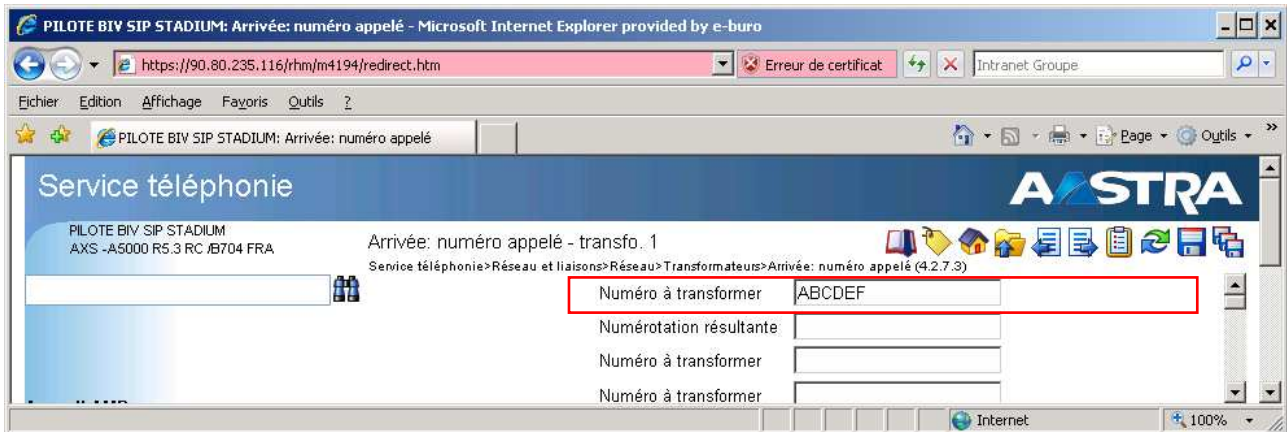 PILOTE BIV SIP STADIUM: Arrivée: numéro appelé - Microsoft Internet Explorer provided by e-buro
https://90.80.235.116/rhm/m4194/redirect.htm Erreur de certificat Intranet Groupe
Fichier Edition Affichage Favoris Outils ?
PILOTE BIV SIP STADIUM: Arrivée: numéro appelé Page Outils
Service téléphonie AASTRA
PILOTE BIV SIP STADIUM
AXS -A5000 R5.3 RC /B704 FRA
Arrivée: numéro appelé - transfo. 1
Service téléphonie>Réseau et liaisons>Réseau>Transformateurs>Arrivée: numéro appelé (4.2.7.3)
Numéro à transformer ABCDEF
Numérotation résultante
Numéro à transformer
Numéro à transformer
Internet 100%